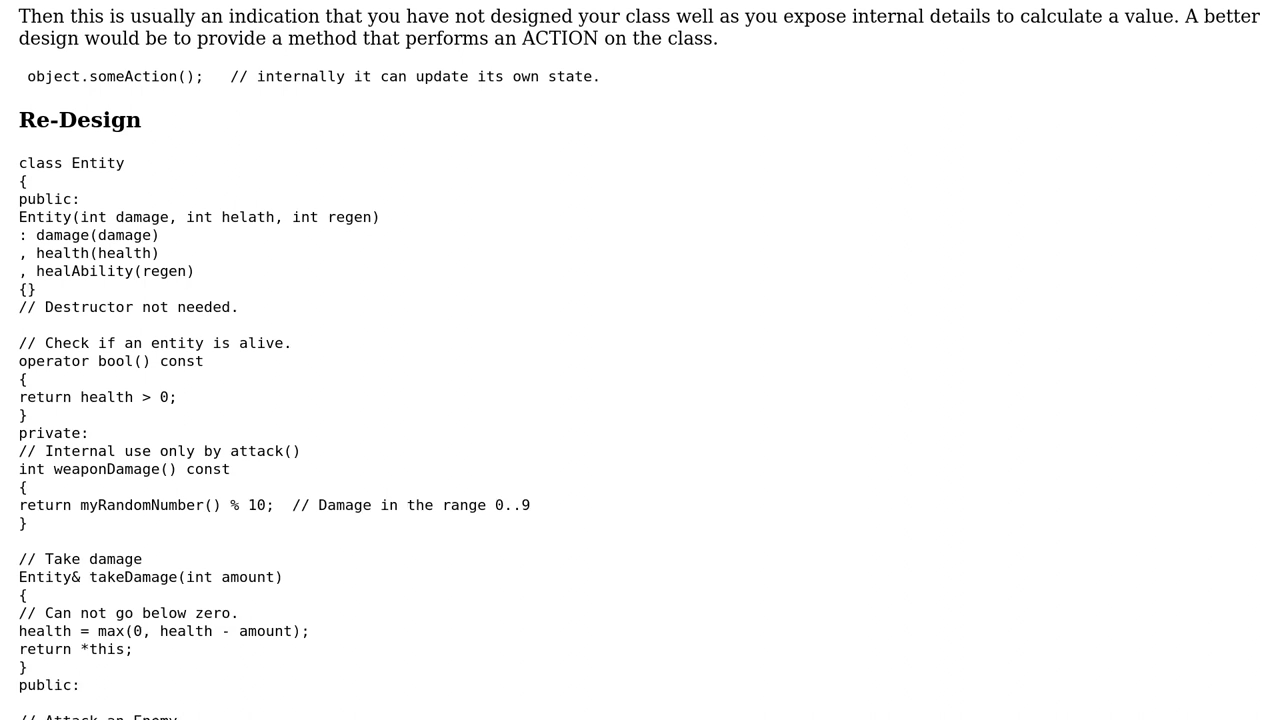 Then this is usually an indication that you have not designed your class well as you expose internal details to calculate a value. A better
design would be to provide a method that performs an ACTION on the class.
object.someAction();   // internally it can update its own state.
Re-Design
class Entity
{
public:
Entity(int damage, int helath, int regen)
: damage(damage)
, health(health)
, healAbility(regen)
{}
// Destructor not needed.
// Check if an entity is alive.
operator bool() const
{
return health > 0;
}
private:
// Internal use only by attack()
int weaponDamage() const
{
return myRandomNumber() % 10;  // Damage in the range 0..9
}
// Take damage
Entity& takeDamage(int amount)
{
// Can not go below zero.
health = max(0, health - amount);
return *this;
}
public:
// Attack an Enemy